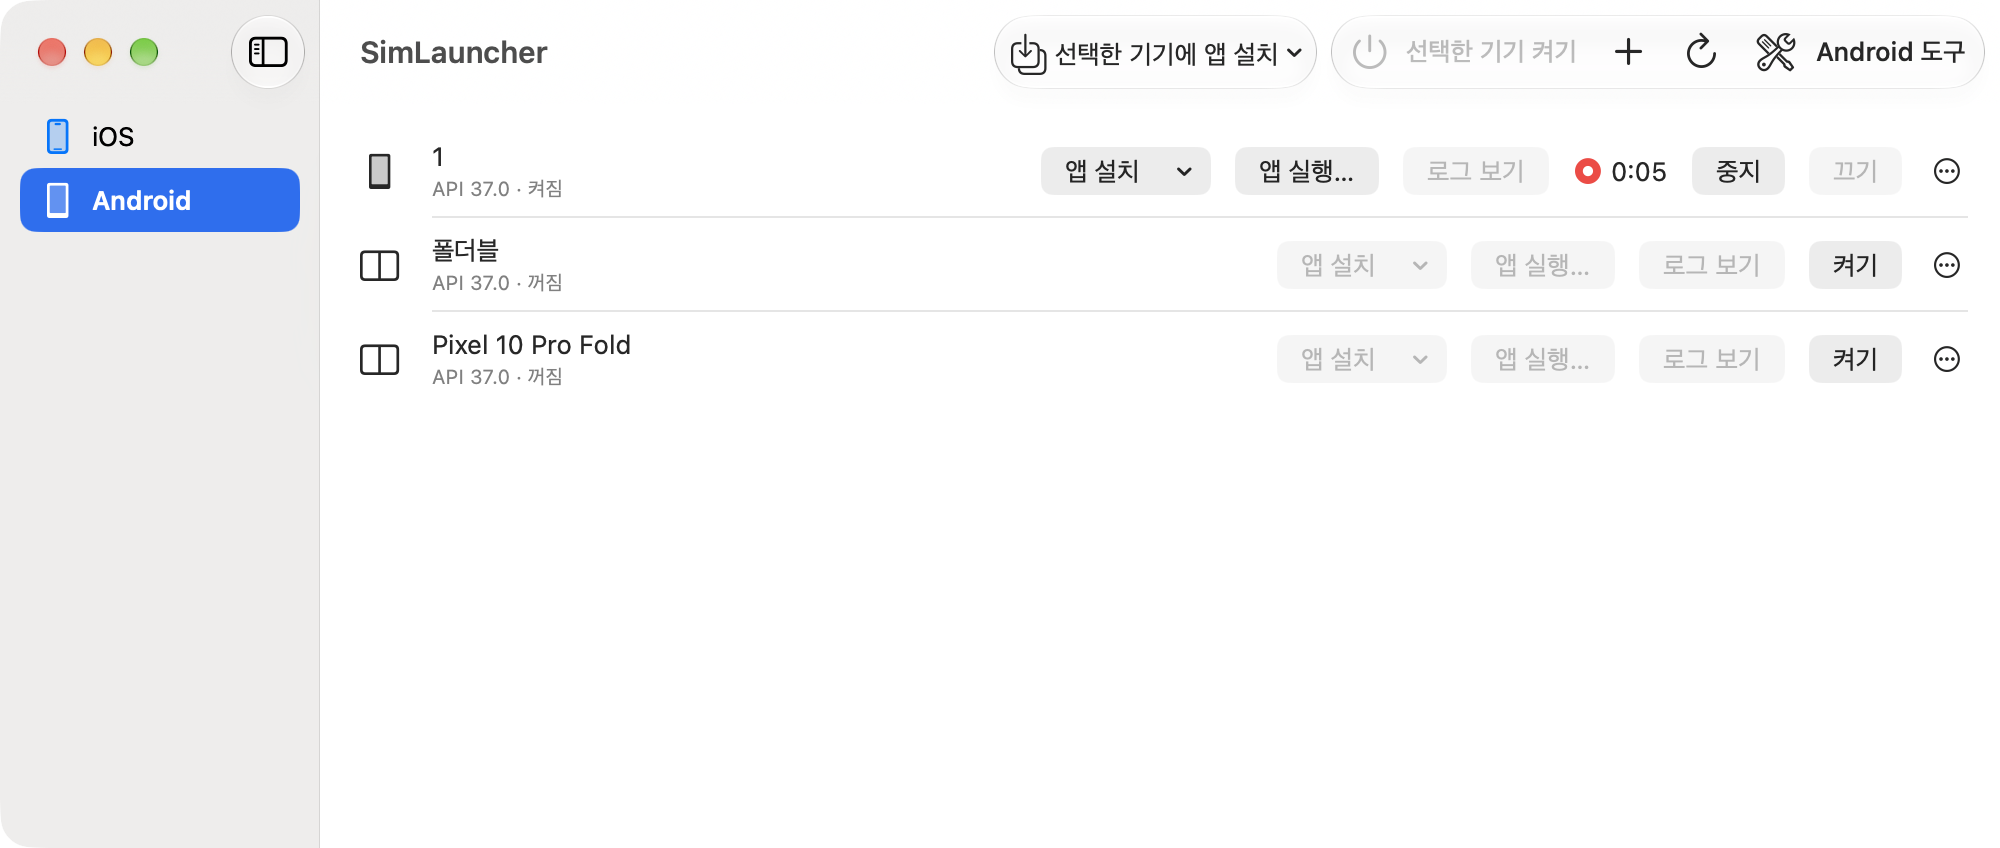 SimLauncher
선택한 기기에 앱 설치
선택한 기기 켜기
Android 도구
iOS
Android
1
API 37.0 · 켜짐
앱 설치
앱 실행...
로그 보기
0:05
중지
끄기
폴더블
API 37.0 · 꺼짐
앱 설치
앱 실행...
로그 보기
켜기
Pixel 10 Pro Fold
API 37.0 · 꺼짐
앱 설치
앱 실행...
로그 보기
켜기